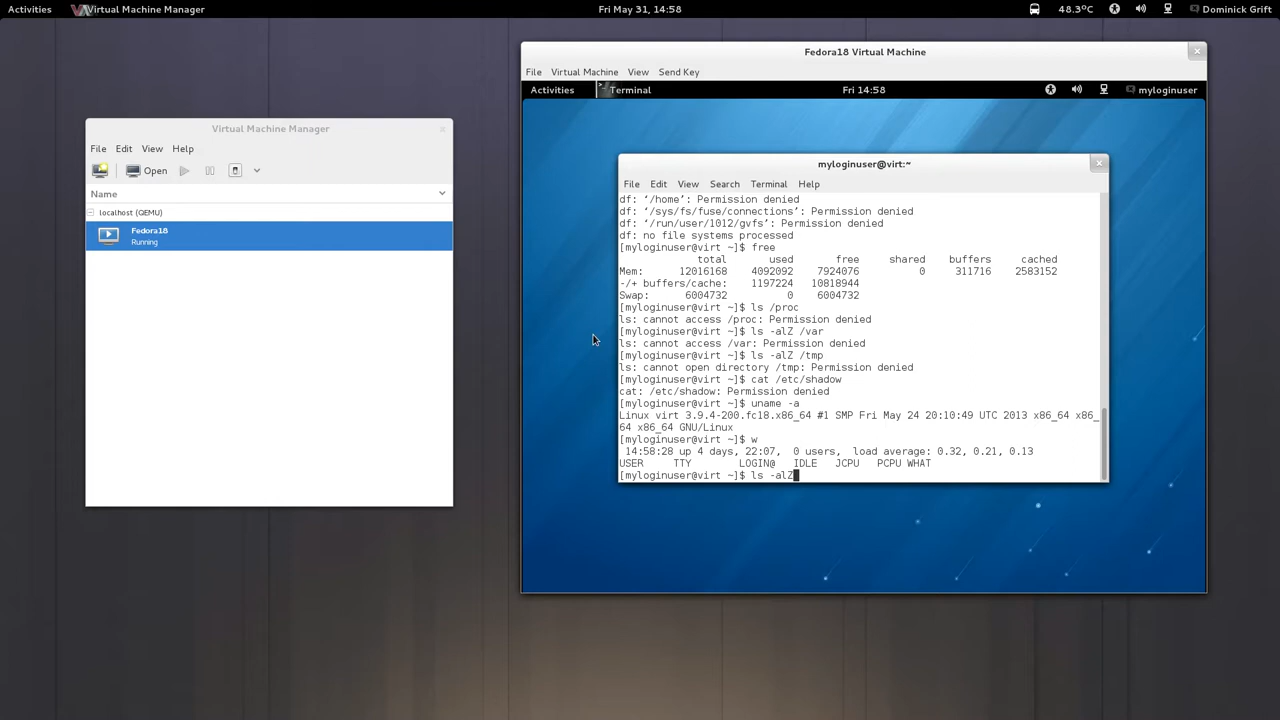 Activities Virtual Machine Manager Fri May 31, 14:58 48.3°C Dominick Grift
Fedora18 Virtual Machine
File Virtual Machine View Send Key
Activities Terminal Fri 14:58 myloginuser
Virtual Machine Manager
File Edit View Help
Open
Name
localhost (QEMU)
Fedora18
Running
myloginuser@virt:~
File Edit View Search Terminal Help
df: ‘/home’: Permission denied
df: ‘/sys/fs/fuse/connections’: Permission denied
df: ‘/run/user/1012/gvfs’: Permission denied
df: no file systems processed
[myloginuser@virt ~]$ free
total used free shared buffers cached
Mem: 12016168 4092092 7924076 0 311716 2583152
-/+ buffers/cache: 1197224 10818944
Swap: 6004732 0 6004732
[myloginuser@virt ~]$ ls /proc
ls: cannot access /proc: Permission denied
[myloginuser@virt ~]$ ls -alZ /var
ls: cannot access /var: Permission denied
[myloginuser@virt ~]$ ls -alZ /tmp
ls: cannot open directory /tmp: Permission denied
[myloginuser@virt ~]$ cat /etc/shadow
cat: /etc/shadow: Permission denied
[myloginuser@virt ~]$ uname -a
Linux virt 3.9.4-200.fc18.x86_64 #1 SMP Fri May 24 20:10:49 UTC 2013 x86_64 x86_
64 x86_64 GNU/Linux
[myloginuser@virt ~]$ w
14:58:28 up 4 days, 22:07, 0 users, load average: 0.32, 0.21, 0.13
USER TTY LOGIN@ IDLE JCPU PCPU WHAT
[myloginuser@virt ~]$ ls -alZ